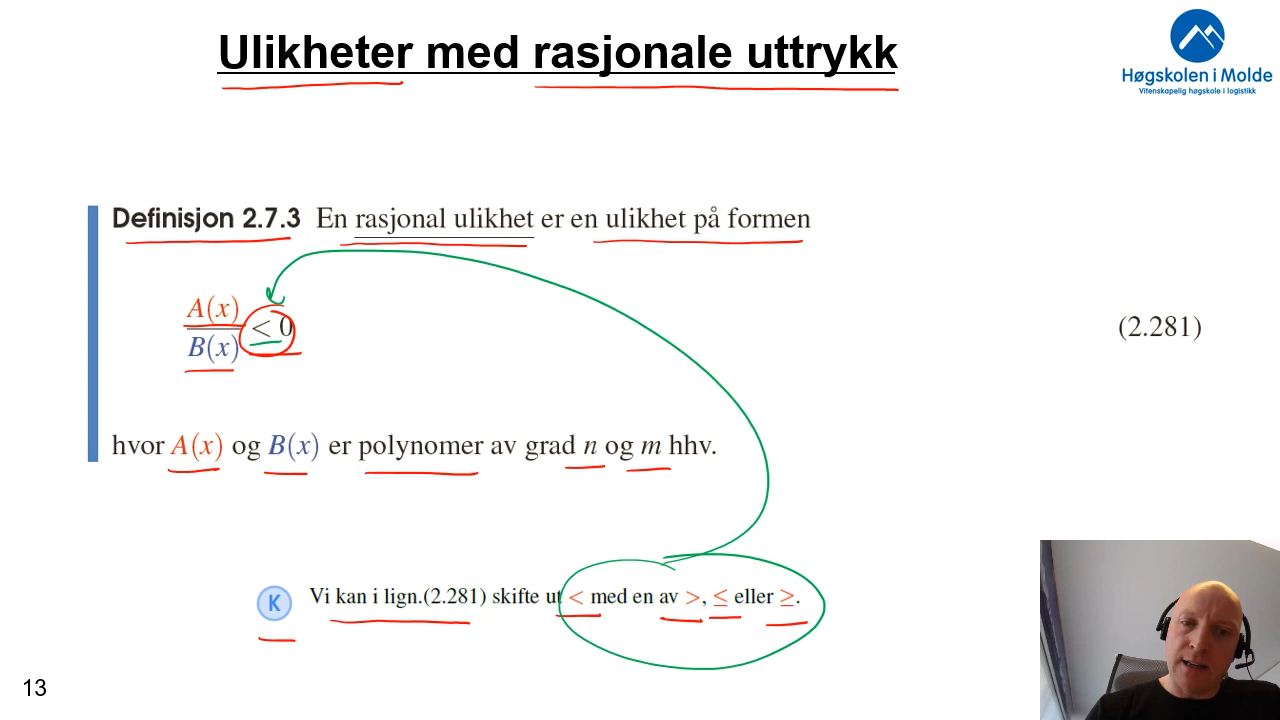 Ulikheter med rasjonale uttrykk
Høgskolen i Molde
Vitenskapelig høgskole i logistikk
Definisjon 2.7.3 En rasjonal ulikhet er en ulikhet på formen
A(x)
B(x)
< 0
(2.281)
hvor A(x) og B(x) er polynomer av grad n og m hhv.
K
Vi kan i lign.(2.281) skifte ut < med en av >, ≤ eller ≥.
13